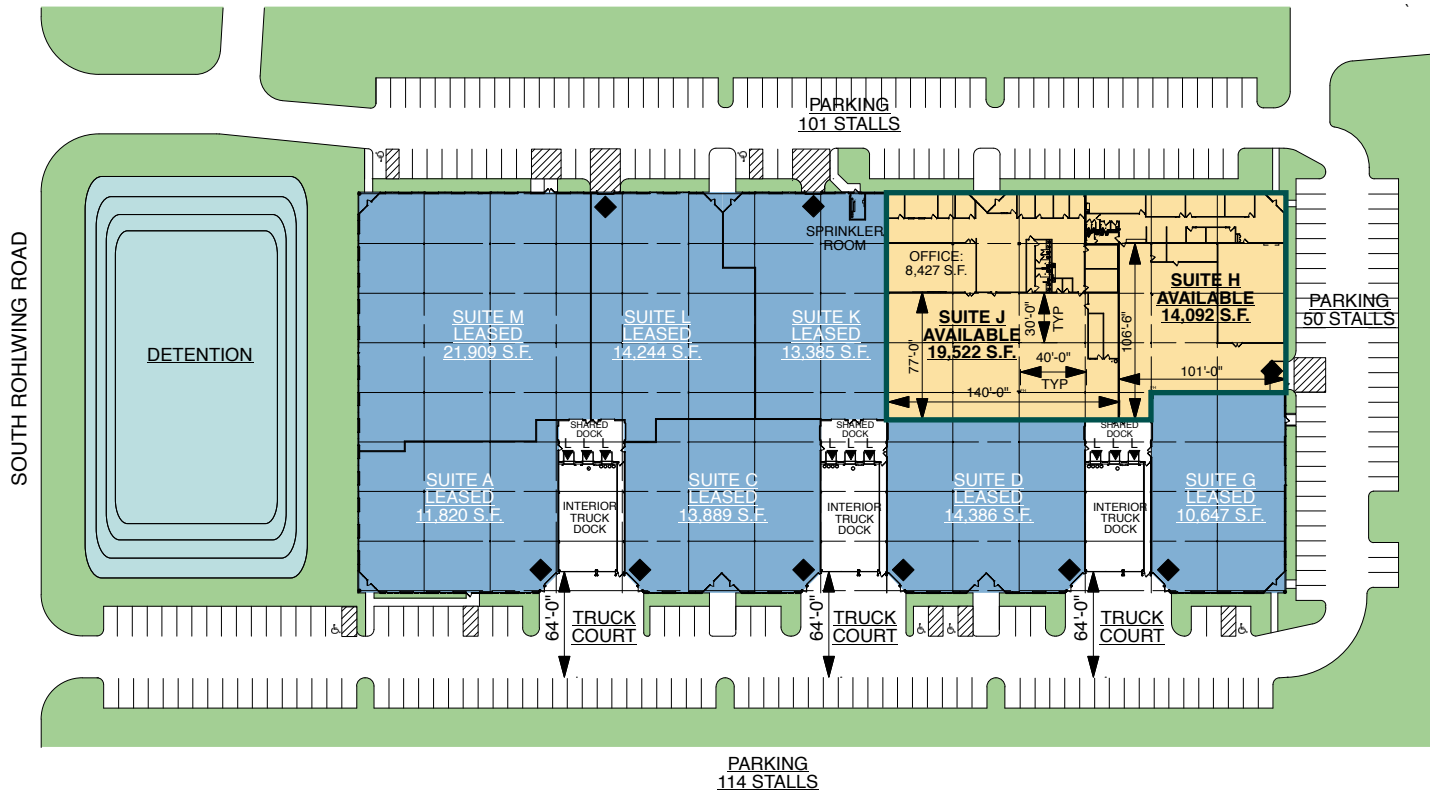 PARKING
101 STALLS
SPRINKLER
ROOM
OFFICE:
8,427 S.F.
SUITE H
AVAILABLE
14,092 S.F.
PARKING
50 STALLS
SOUTH ROHLWING ROAD
DETENTION
SUITE M
LEASED
21,909 S.F.
SUITE L
LEASED
14,244 S.F.
SUITE K
LEASED
13,385 S.F.
SUITE J
AVAILABLE
19,522 S.F.
30'-0"
TYP
106'-6"
77'-0"
40'-0"
TYP
101'-0"
140'-0"
SHARED
DOCK
L L L
SHARED
DOCK
L L L
SHARED
DOCK
L L L
SUITE A
LEASED
11,820 S.F.
INTERIOR
TRUCK
DOCK
SUITE C
LEASED
13,889 S.F.
INTERIOR
TRUCK
DOCK
SUITE D
LEASED
14,386 S.F.
INTERIOR
TRUCK
DOCK
SUITE G
LEASED
10,647 S.F.
64'-0"
TRUCK
COURT
64'-0"
TRUCK
COURT
64'-0"
TRUCK
COURT
PARKING
114 STALLS